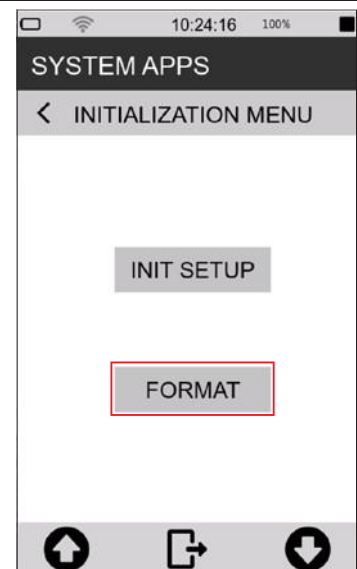 10:24:16 100%
SYSTEM APPS
INITIALIZATION MENU
INIT SETUP
FORMAT